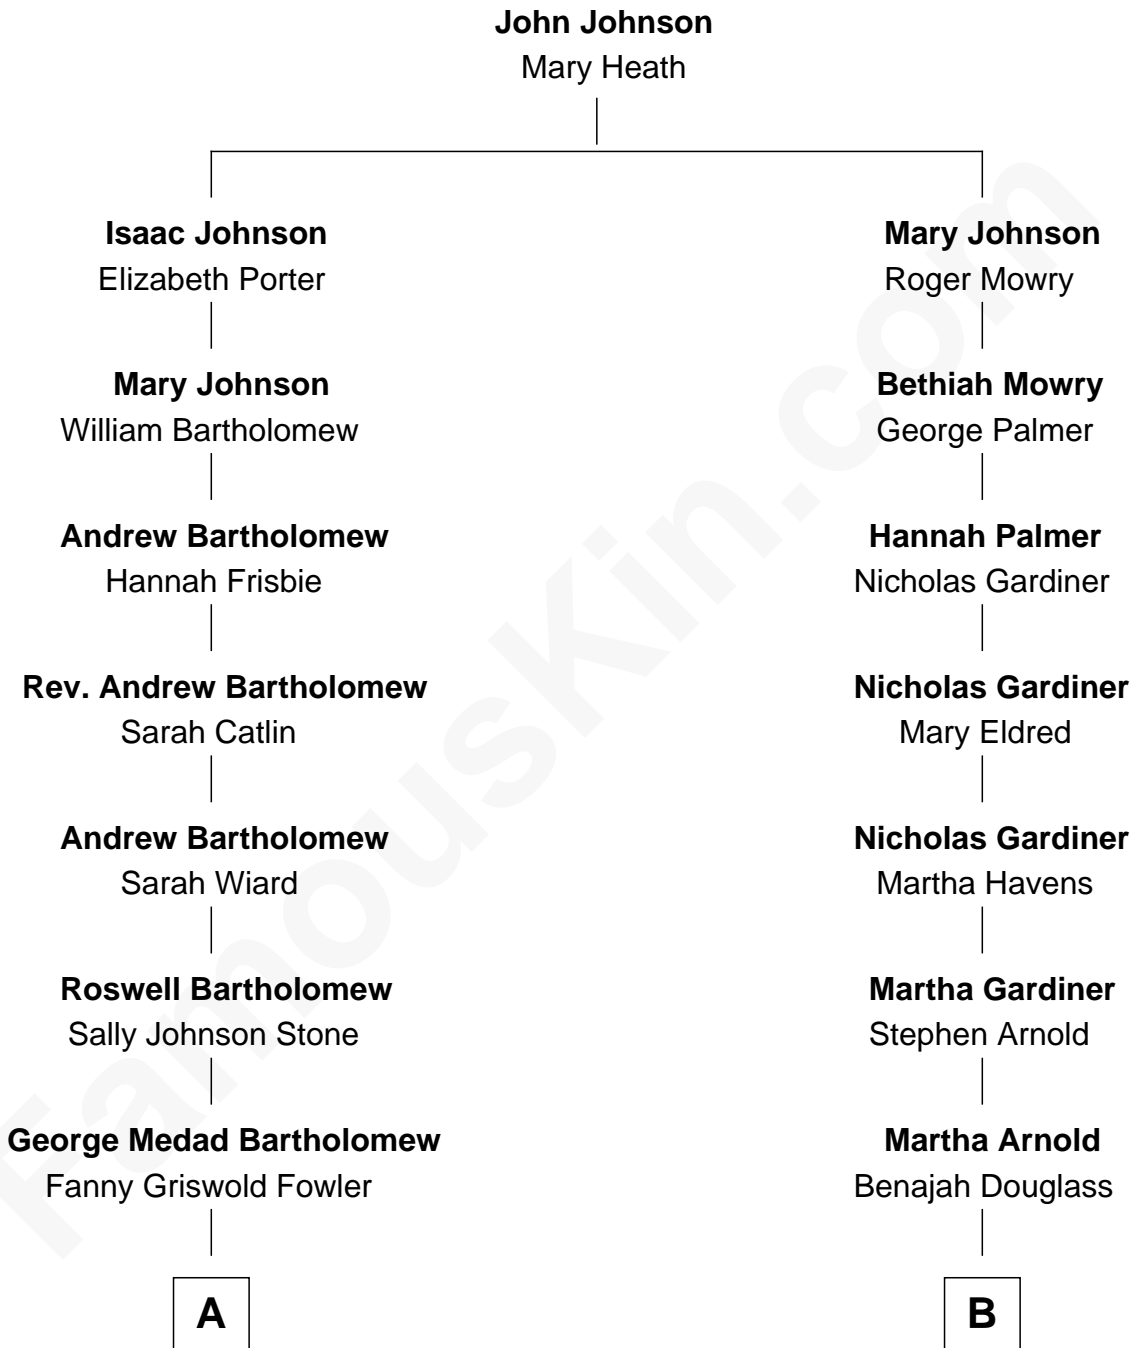 John Johnson
Mary Heath
Isaac Johnson
Elizabeth Porter
Mary Johnson
William Bartholomew
Andrew Bartholomew
Hannah Frisbie
Rev. Andrew Bartholomew
Sarah Catlin
Andrew Bartholomew
Sarah Wiard
Roswell Bartholomew
Sally Johnson Stone
George Medad Bartholomew
Fanny Griswold Fowler
A
Mary Johnson
Roger Mowry
Bethiah Mowry
George Palmer
Hannah Palmer
Nicholas Gardiner
Nicholas Gardiner
Mary Eldred
Nicholas Gardiner
Martha Havens
Martha Gardiner
Stephen Arnold
Martha Arnold
Benajah Douglass
B
FamousKin.com